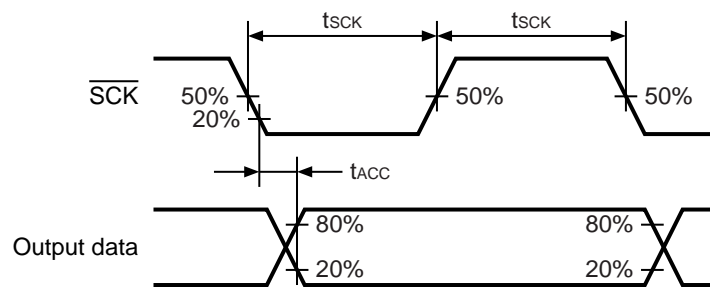 tSCK tSCK
SCK 50% 50% 50%
20%
tACC
80% 80%
Output data
20% 20%